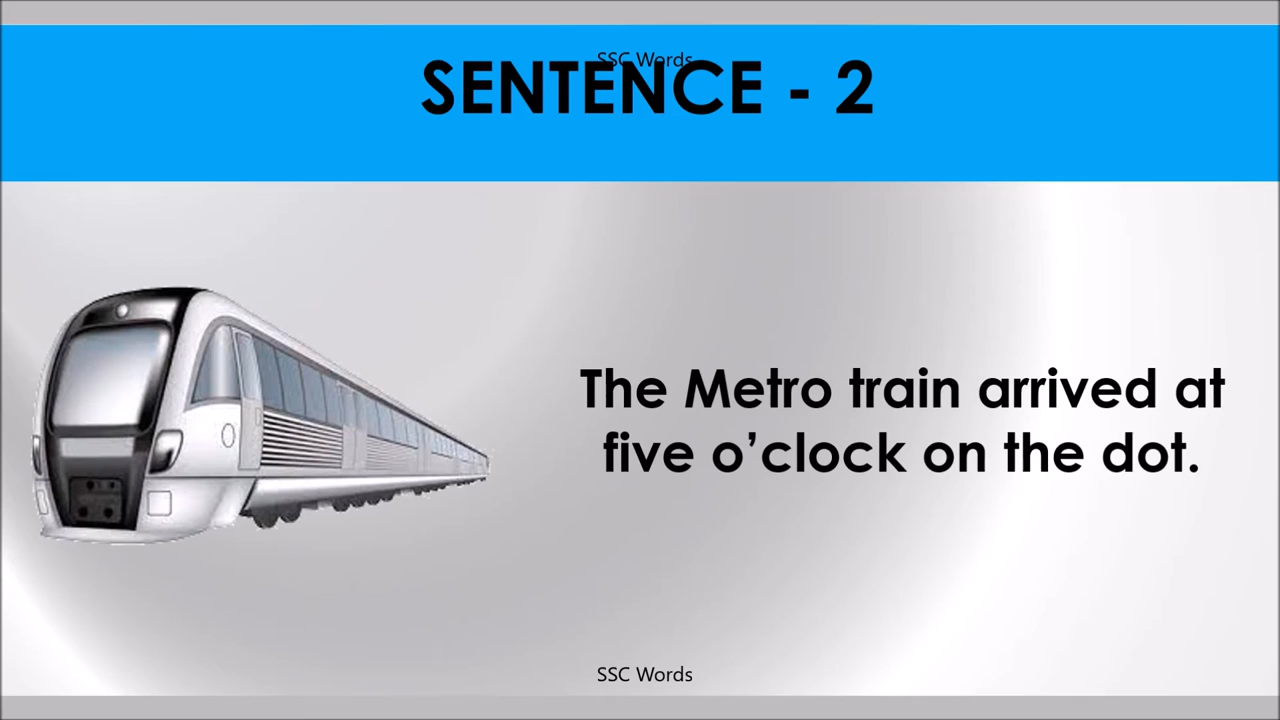 SSC Words
SENTENCE - 2
The Metro train arrived at
five o’clock on the dot.
SSC Words